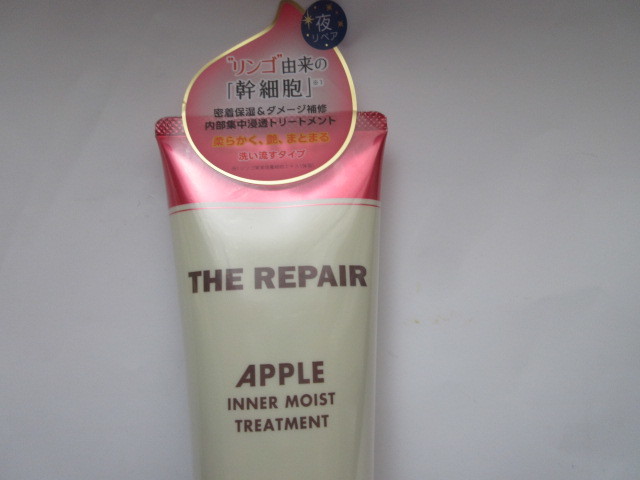 夜
リペア
"リンゴ"由来の
「幹細胞」
密着保湿&ダメージ補修
内部集中浸透トリートメント
柔らかく、艶、まとまる
洗い流すタイプ
THE REPAIR
APPLE
INNER MOIST
TREATMENT